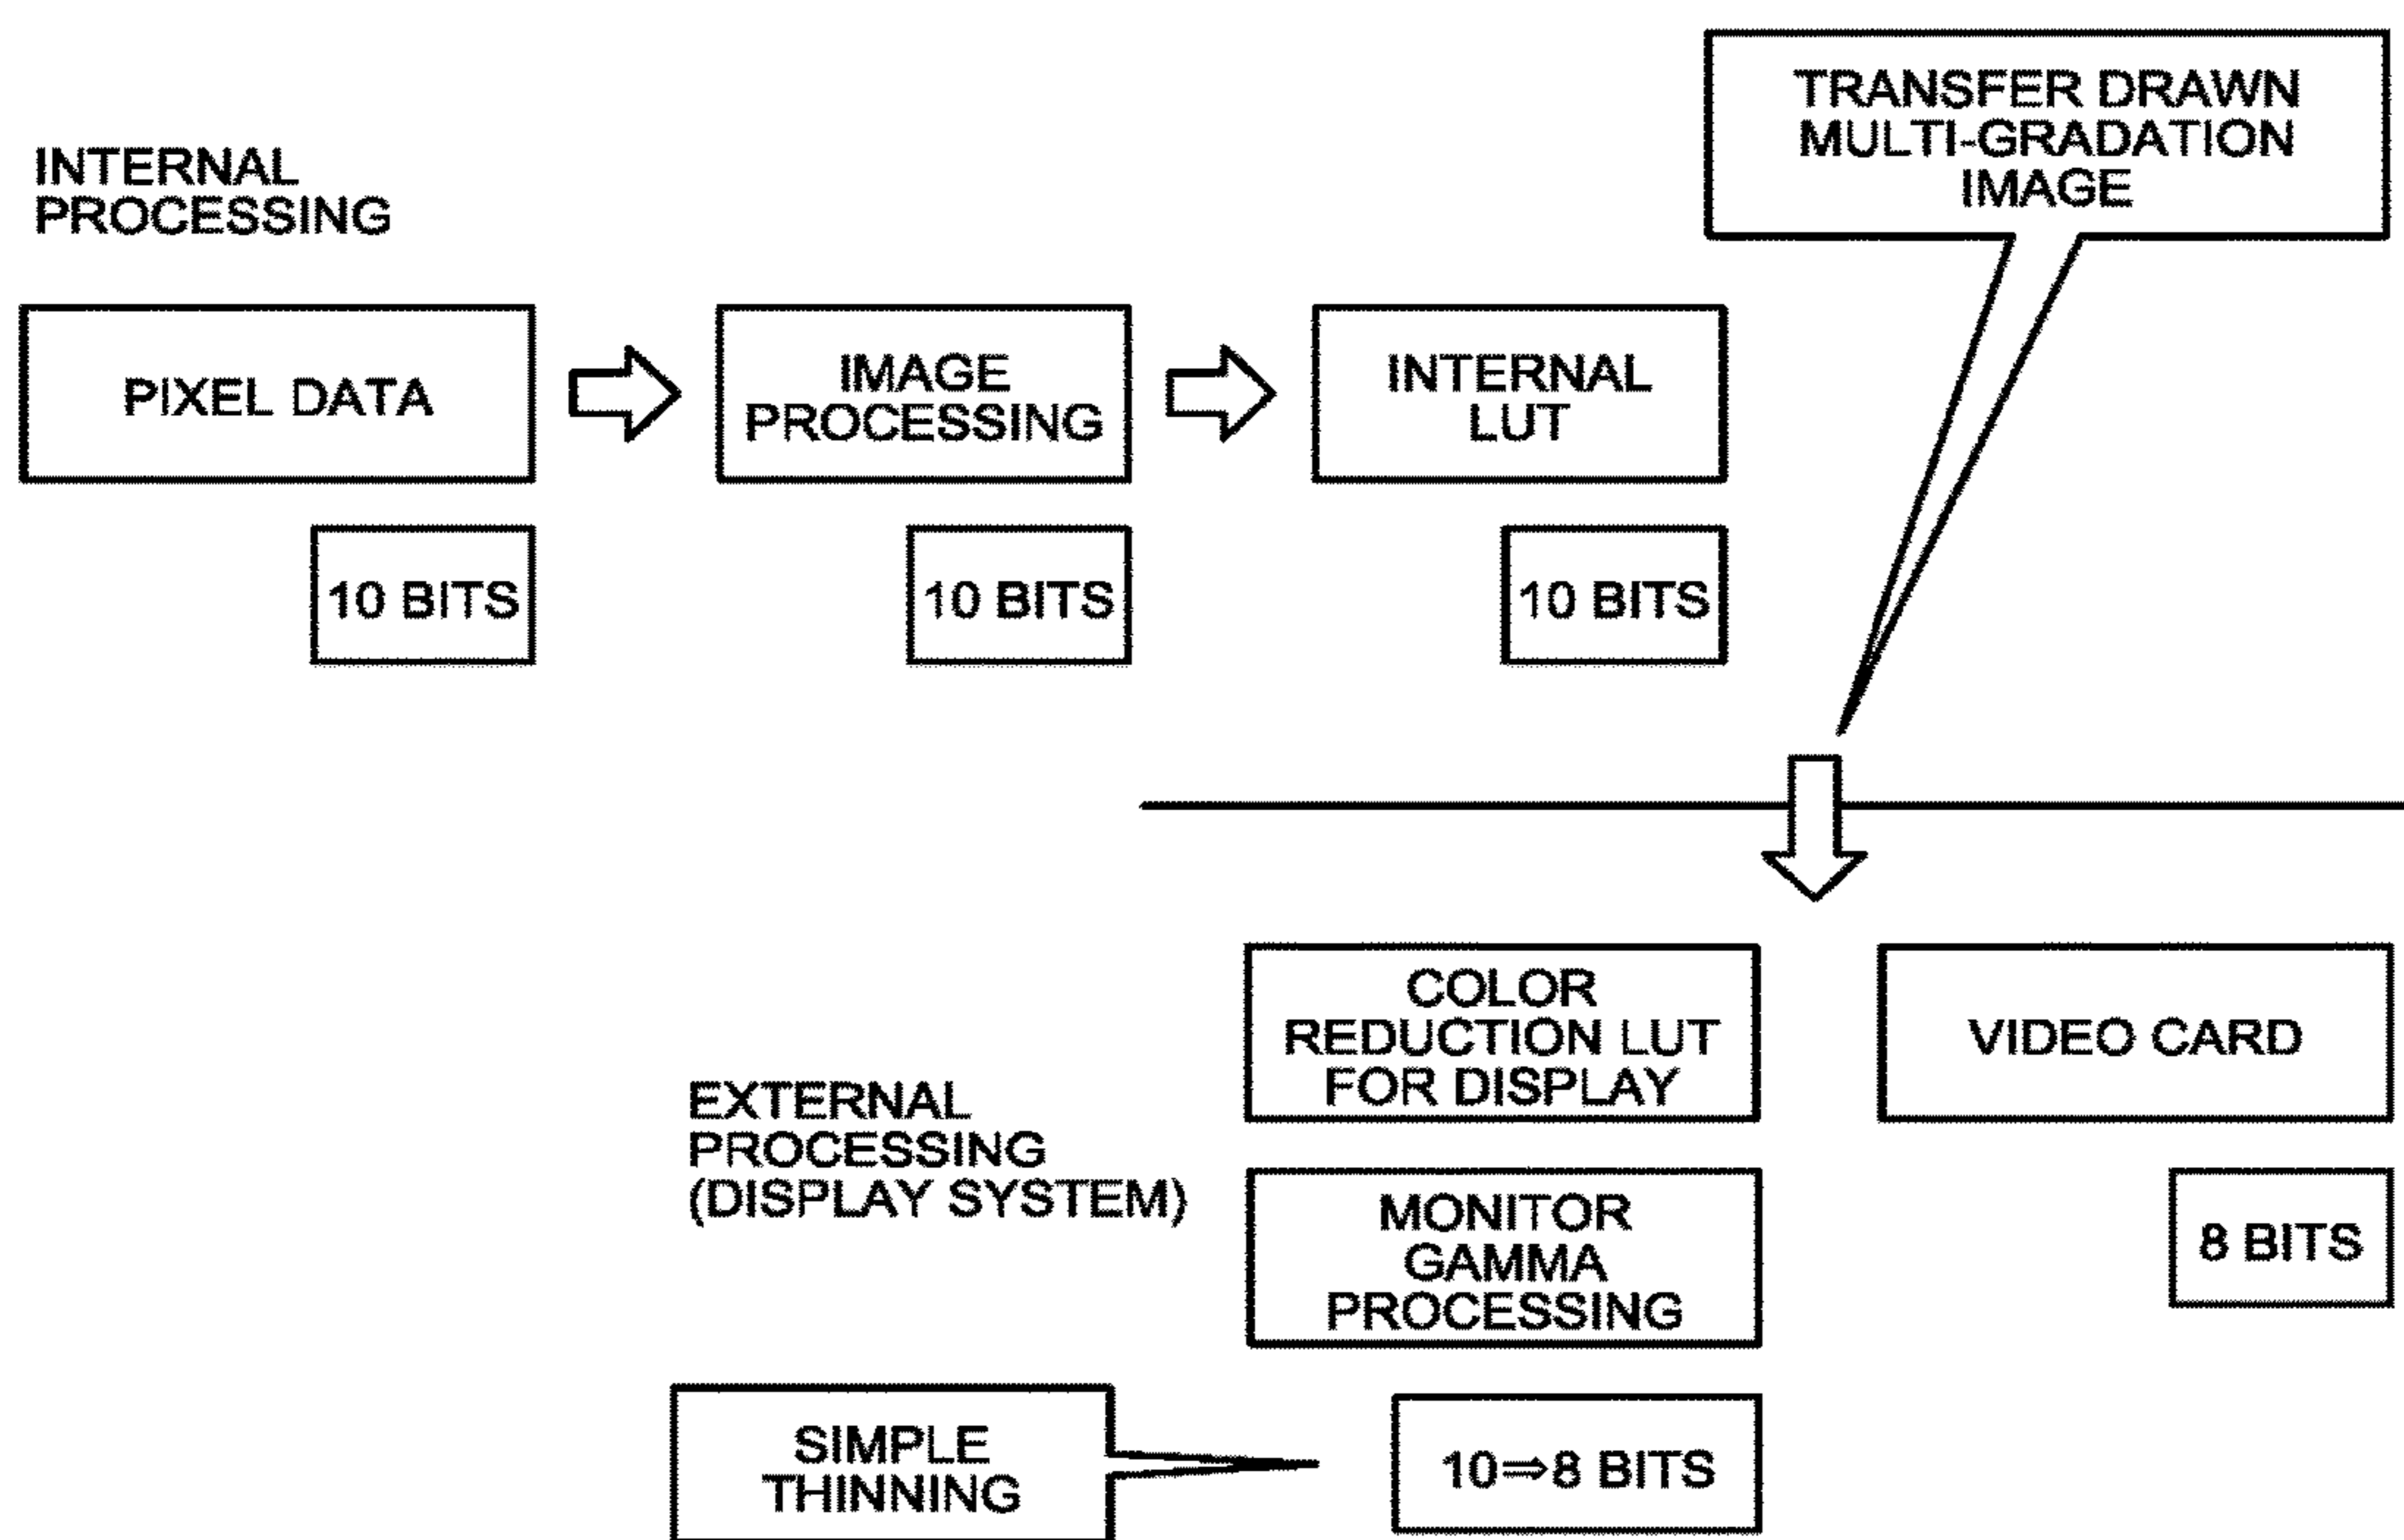 TRANSFER DRAWN
MULTI-GRADATION
IMAGE
INTERNAL
PROCESSING
PIXEL DATA
IMAGE
PROCESSING
INTERNAL
LUT
10 BITS
10 BITS
10 BITS
COLOR
REDUCTION LUT
FOR DISPLAY
VIDEO CARD
EXTERNAL
PROCESSING
(DISPLAY SYSTEM)
MONITOR
GAMMA
PROCESSING
8 BITS
SIMPLE
THINNING
10⇒8 BITS